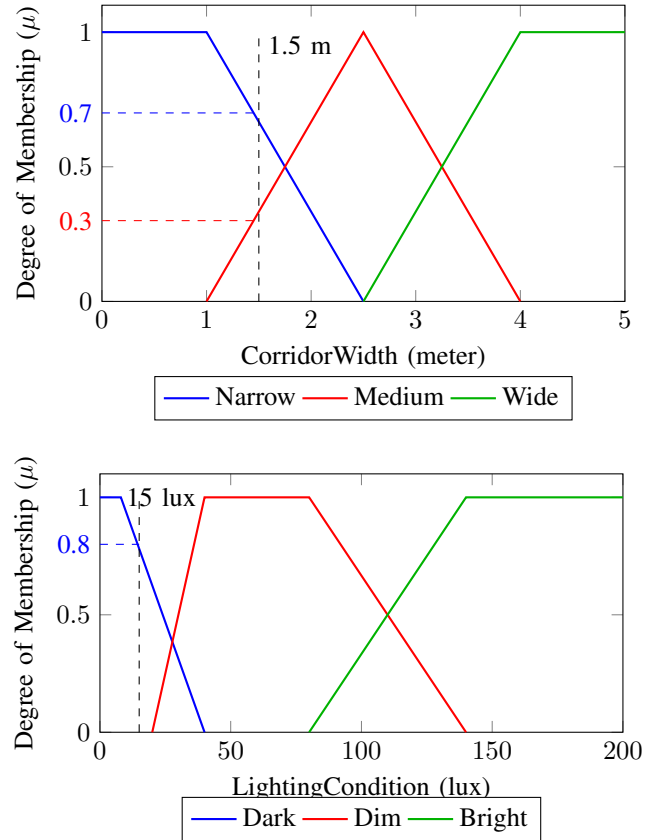 Degree of Membership (μ)
1
1.5 m
0.7
0.5
0.3
0
0 1 2 3 4 5
CorridorWidth (meter)
Narrow Medium Wide
Degree of Membership (μ)
1
15 lux
0.8
0.5
0
0 50 100 150 200
LightingCondition (lux)
Dark Dim Bright